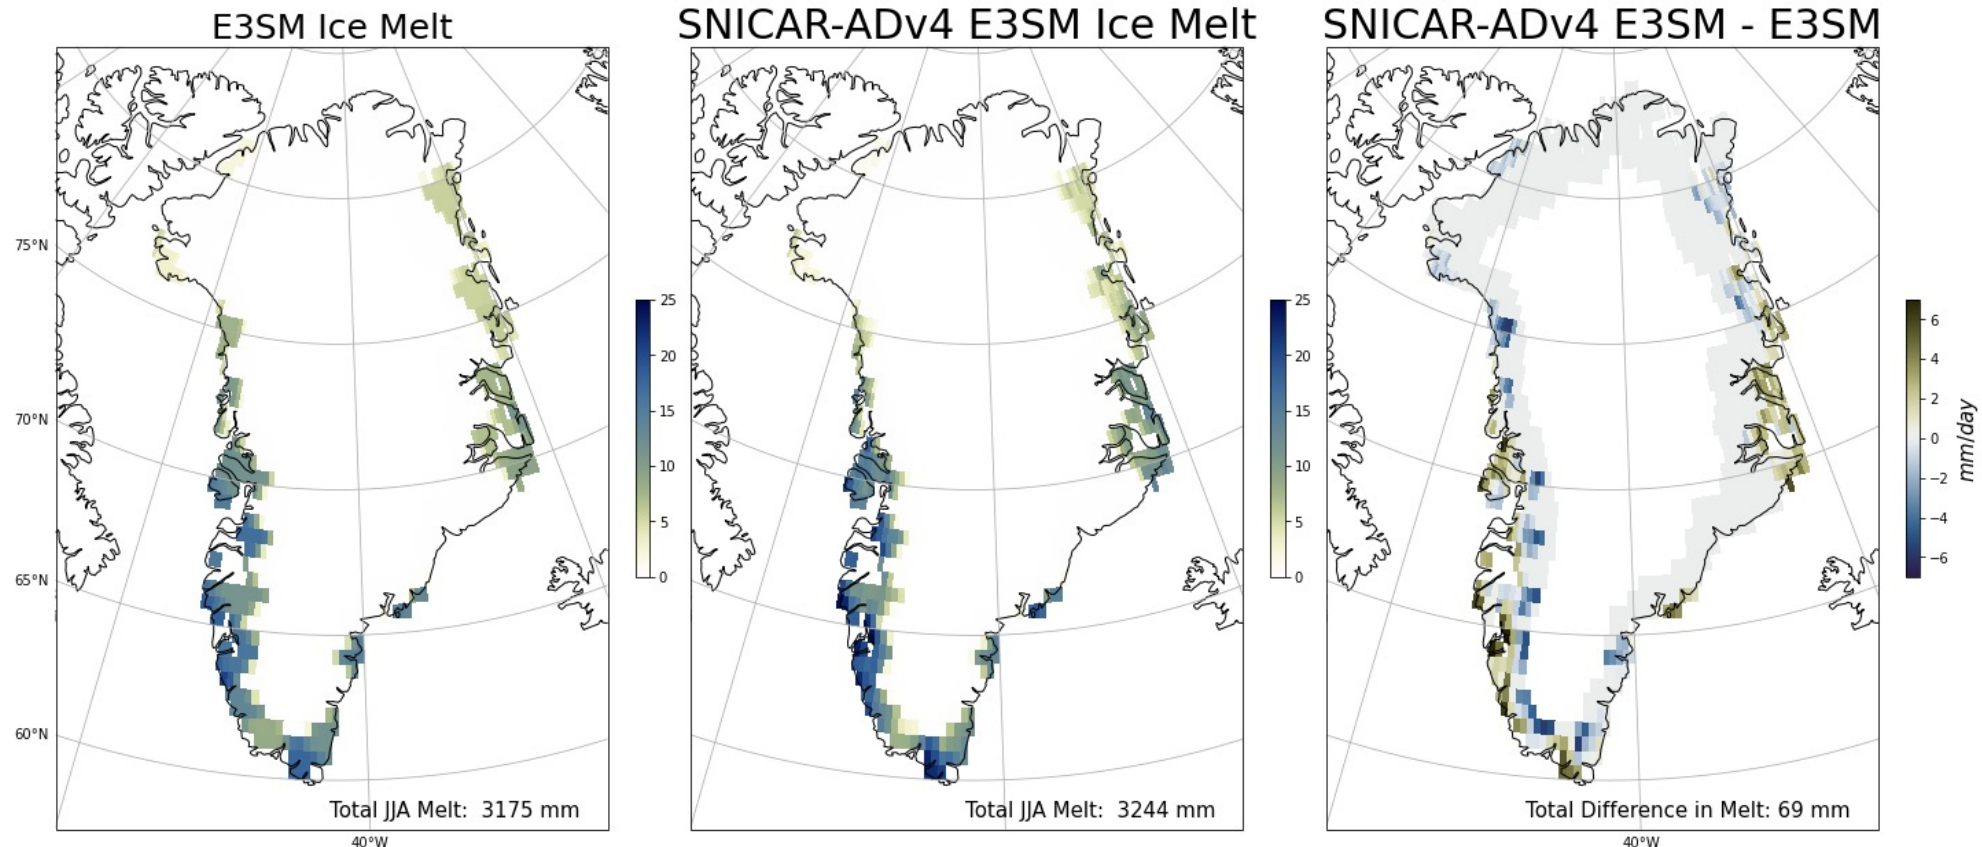 E3SM Ice Melt
SNICAR-ADv4 E3SM Ice Melt
SNICAR-ADv4 E3SM - E3SM
75°N
70°N
65°N
60°N
40°W
Total JJA Melt:  3175 mm
25
20
15
10
5
0
Total JJA Melt:  3244 mm
25
20
15
10
5
0
Total Difference in Melt: 69 mm
40°W
6
4
2
0
−2
−4
−6
mm/day